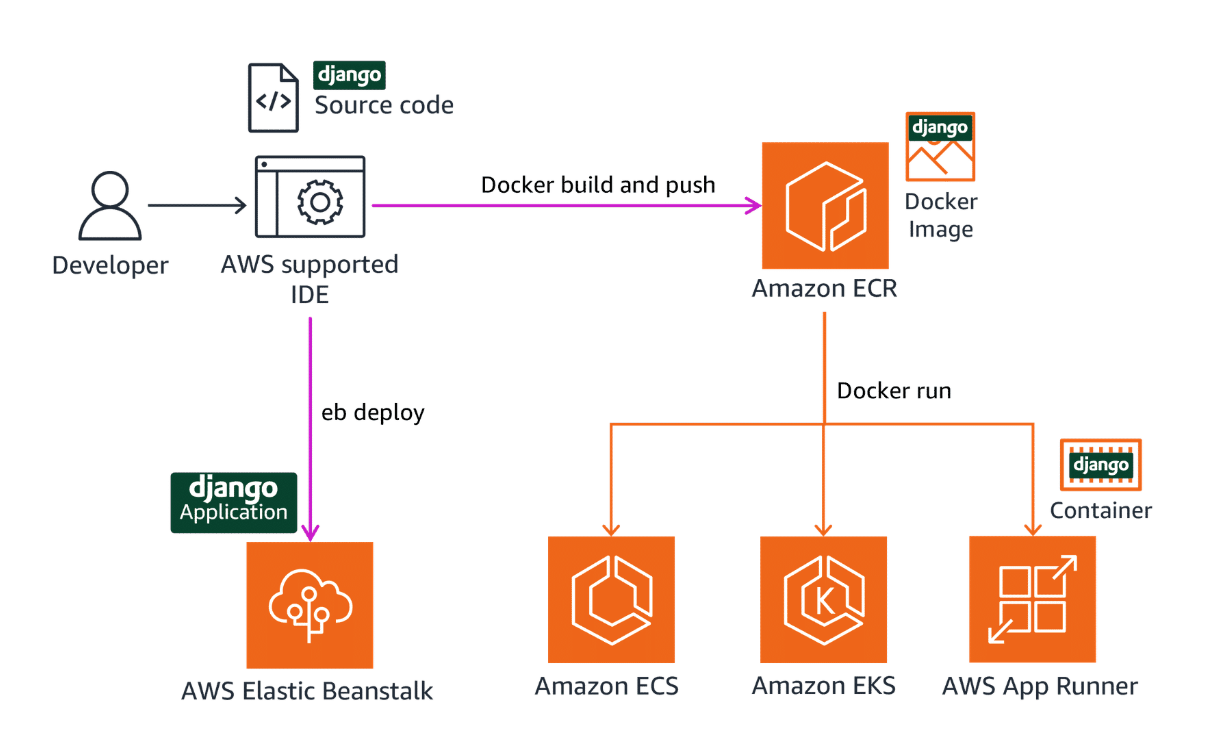 django
Source code
django
Docker build and push
Docker
Image
Developer
AWS supported
IDE
Amazon ECR
Docker run
eb deploy
django
Application
django
Container
K
AWS Elastic Beanstalk
Amazon ECS
Amazon EKS
AWS App Runner